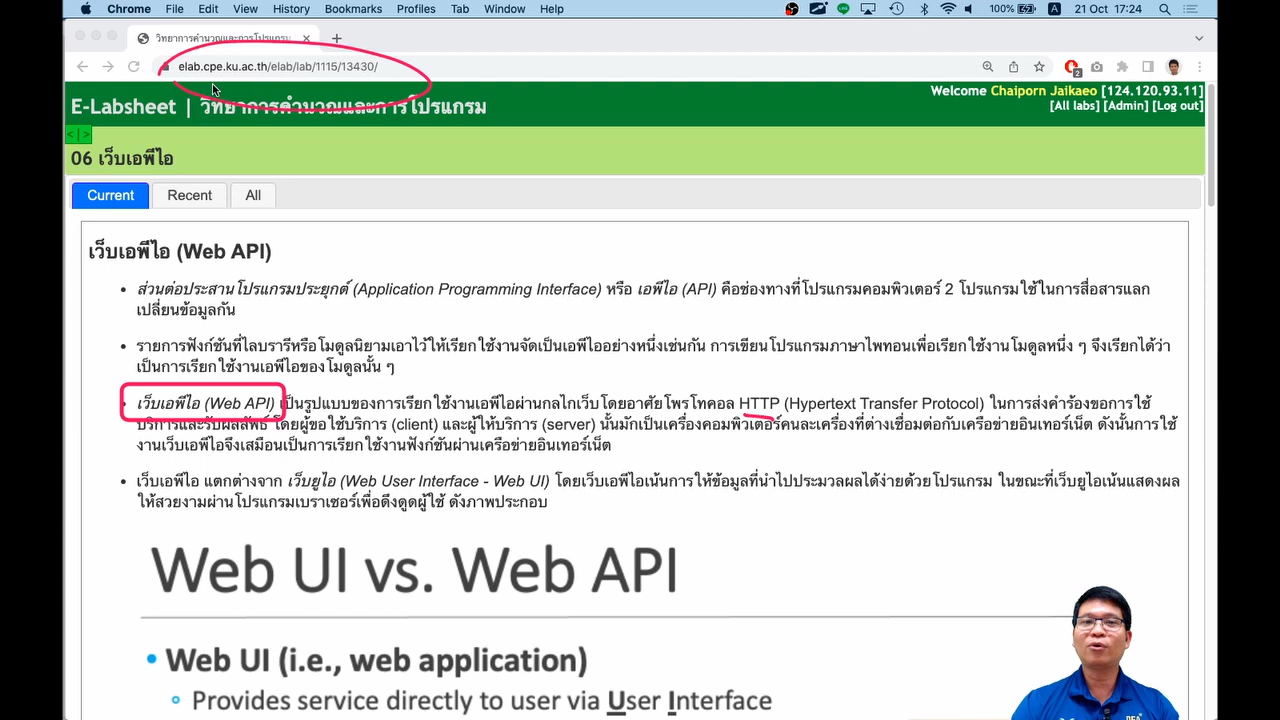 Chrome File Edit View History Bookmarks Profiles Tab Window Help 100% A 21 Oct 17:24
วิทยาการคำนวณและการโปรแกรม
elab.cpe.ku.ac.th/elab/lab/1115/13430/
2
E-Labsheet | วิทยาการคำนวณและการโปรแกรม
Welcome Chaiporn Jaikaeo [124.120.93.11]
[All labs] [Admin] [Log out]
<|>
06 เว็บเอพีไอ
Current Recent All
เว็บเอพีไอ (Web API)
ส่วนต่อประสานโปรแกรมประยุกต์ (Application Programming Interface) หรือ เอพีไอ (API) คือช่องทางที่โปรแกรมคอมพิวเตอร์ 2 โปรแกรมใช้ในการสื่อสารแลก
เปลี่ยนข้อมูลกัน
รายการฟังก์ชันที่ไลบรารีหรือโมดูลนิยามเอาไว้ให้เรียกใช้งานจัดเป็นเอพีไออย่างหนึ่งเช่นกัน การเขียนโปรแกรมภาษาไพทอนเพื่อเรียกใช้งานโมดูลหนึ่ง ๆ จึงเรียกได้ว่า
เป็นการเรียกใช้งานเอพีไอของโมดูลนั้น ๆ
เว็บเอพีไอ (Web API) เป็นรูปแบบของการเรียกใช้งานเอพีไอผ่านกลไกเว็บโดยอาศัยโพรโทคอล HTTP (Hypertext Transfer Protocol) ในการส่งคำร้องขอการใช้
บริการและรับผลลัพธ์ โดยผู้ขอใช้บริการ (client) และผู้ให้บริการ (server) นั้นมักเป็นเครื่องคอมพิวเตอร์คนละเครื่องที่ต่างเชื่อมต่อกับเครือข่ายอินเทอร์เน็ต ดังนั้นการใช้
งานเว็บเอพีไอจึงเสมือนเป็นการเรียกใช้งานฟังก์ชันผ่านเครือข่ายอินเทอร์เน็ต
เว็บเอพีไอ แตกต่างจาก เว็บยูไอ (Web User Interface - Web UI) โดยเว็บเอพีไอเน้นการให้ข้อมูลที่นำไปประมวลผลได้ง่ายด้วยโปรแกรม ในขณะที่เว็บยูไอเน้นแสดงผล
ให้สวยงามผ่านโปรแกรมเบราเซอร์เพื่อดึงดูดผู้ใช้ ดังภาพประกอบ
Web UI vs. Web API
Web UI (i.e., web application)
Provides service directly to user via User Interface